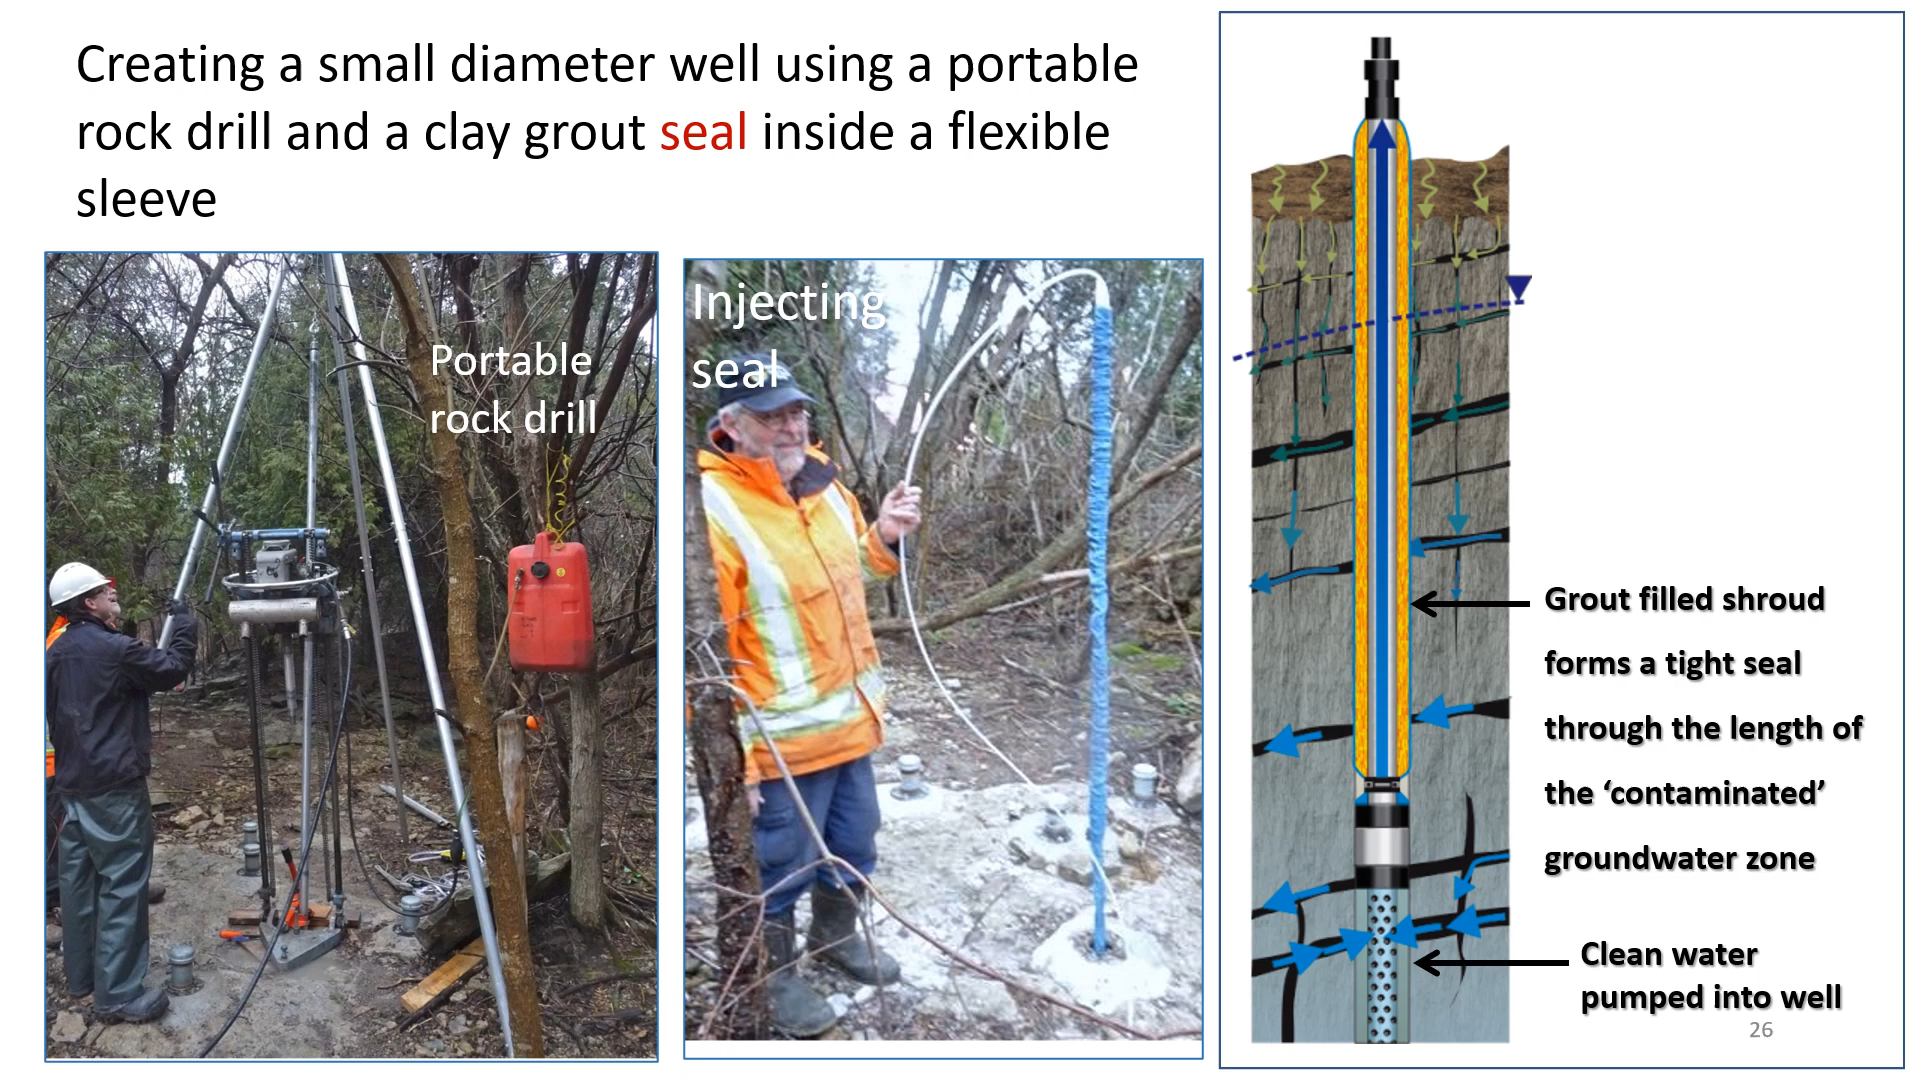 Creating a small diameter well using a portable
rock drill and a clay grout seal inside a flexible
sleeve
Portable
rock drill
Injecting
seal
Grout filled shroud
forms a tight seal
through the length of
the ‘contaminated’
groundwater zone
Clean water
pumped into well
26